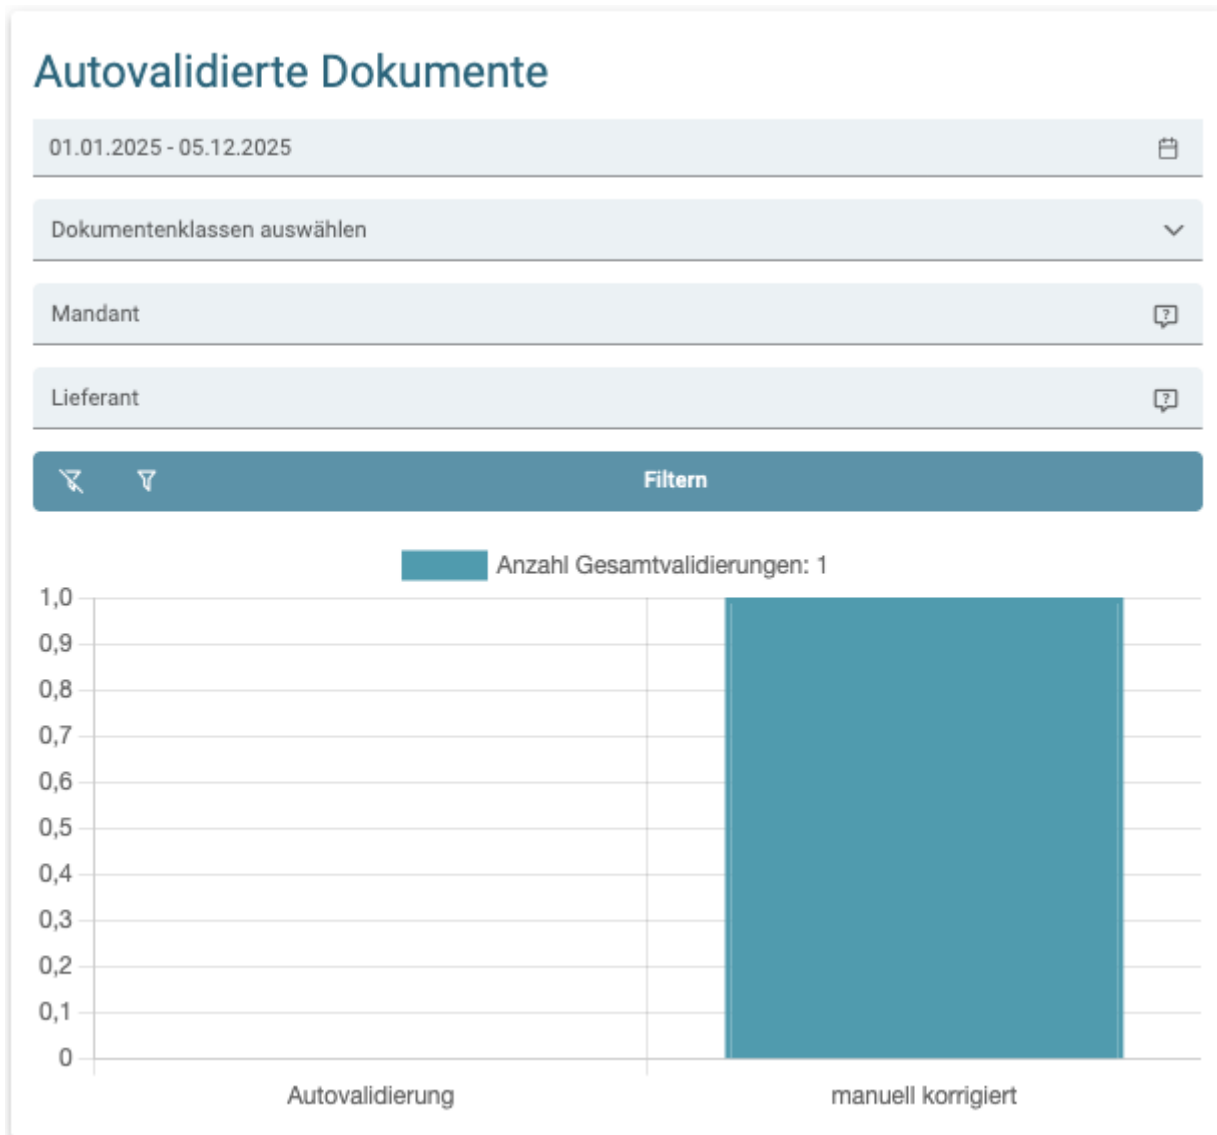 Autovalidierte Dokumente
01.01.2025 - 05.12.2025
Dokumentenklassen auswählen
Mandant
Lieferant
Filtern
Anzahl Gesamtvalidierungen: 1
1,0
0,9
0,8
0,7
0,6
0,5
0,4
0,3
0,2
0,1
0
Autovalidierung manuell korrigiert